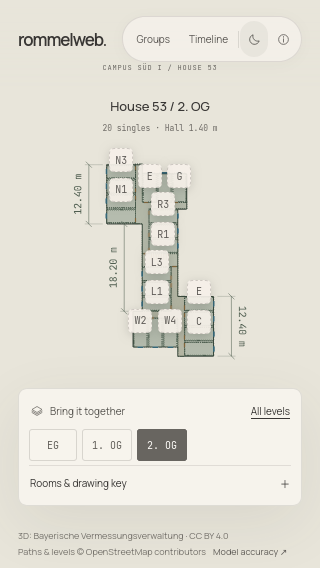 rommelweb.
Groups Timeline
CAMPUS SÜD I / HOUSE 53
House 53 / 2. OG
20 singles · Hall 1.40 m
N3
E G
N1
12.40 m
R3
R1
18.20 m
L3
L1
E
W2 W4 C
12.40 m
Bring it together All levels
EG 1. OG 2. OG
Rooms & drawing key +
3D: Bayerische Vermessungsverwaltung · CC BY 4.0
Paths & levels © OpenStreetMap contributors Model accuracy ↗